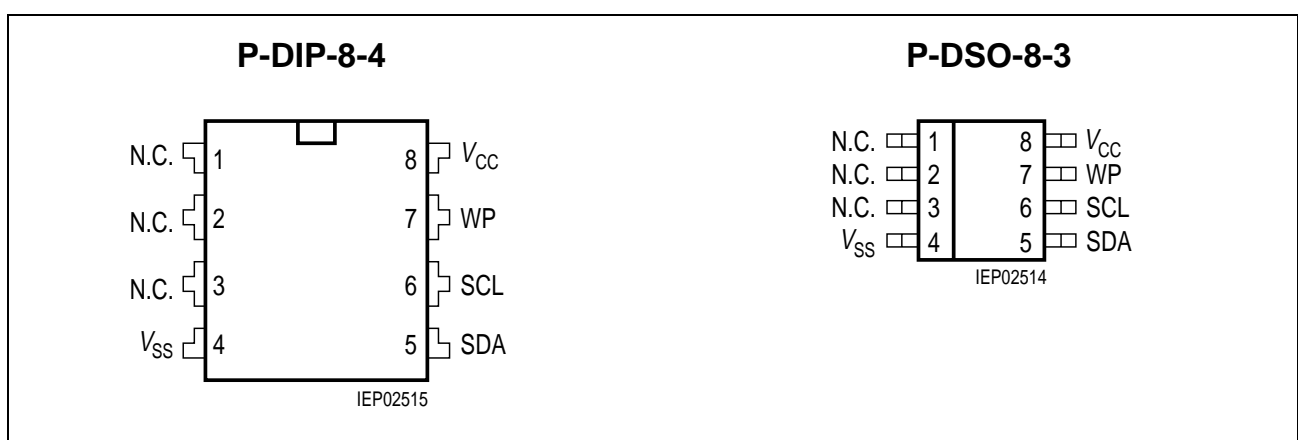 P-DIP-8-4
N.C. 1 8 VCC
N.C. 2 7 WP
N.C. 3 6 SCL
VSS 4 5 SDA
IEP02515
P-DSO-8-3
N.C. 1 8 VCC
N.C. 2 7 WP
N.C. 3 6 SCL
VSS 4 5 SDA
IEP02514